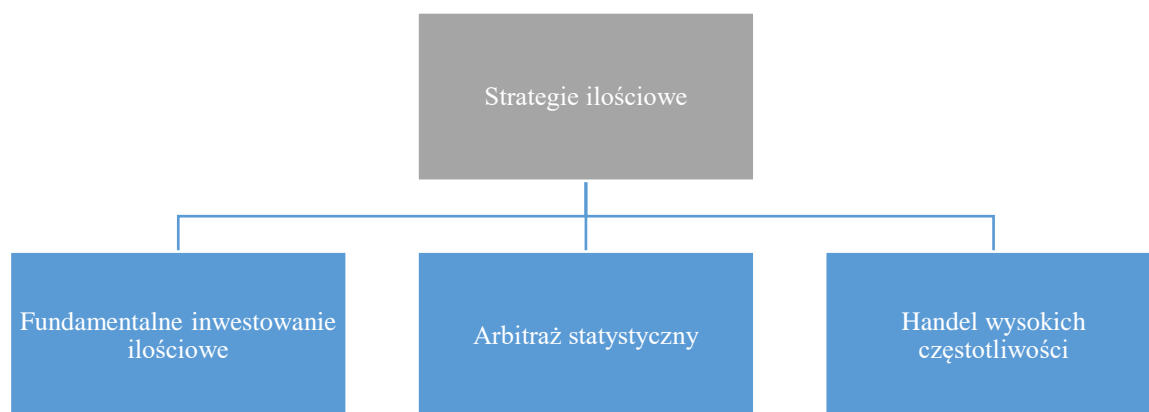 Strategie ilościowe
Fundamentalne inwestowanie
ilościowe
Arbitraż statystyczny
Handel wysokich
częstotliwości